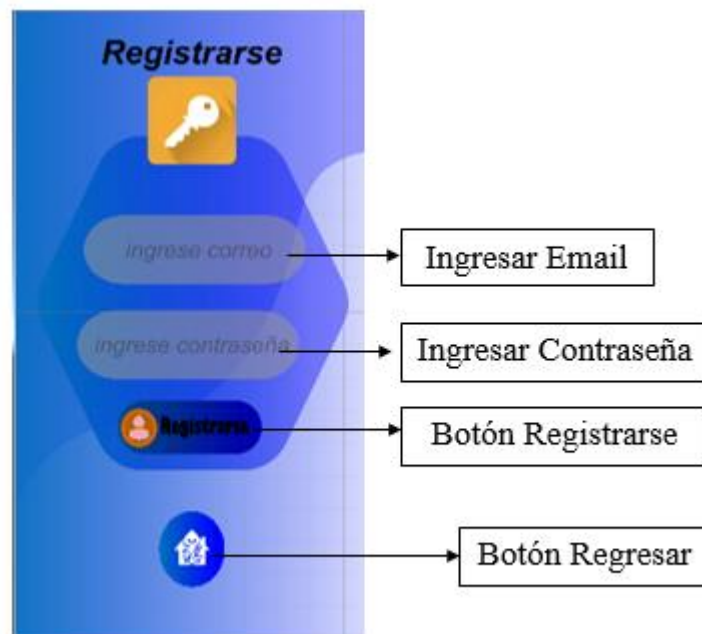 Registrarse
ingrese correo
Ingresar Email
ingrese contraseña
Ingresar Contraseña
Registrarse
Botón Registrarse
Botón Regresar